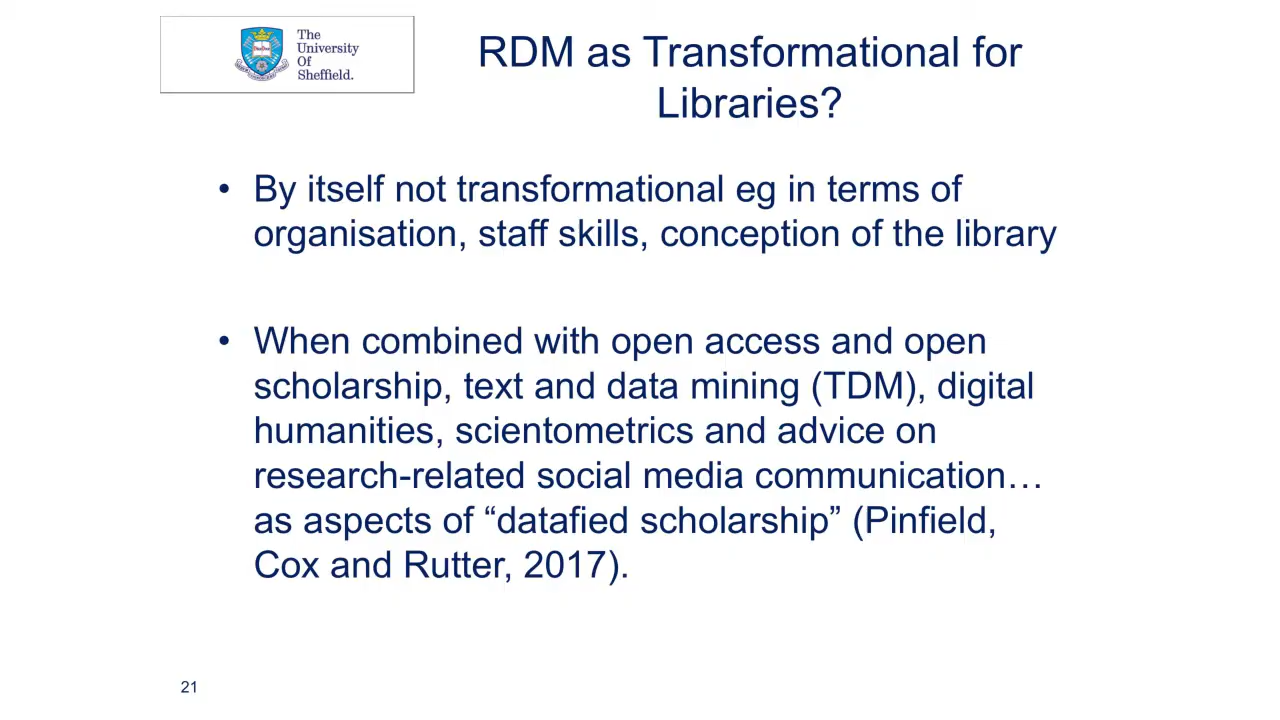 The
University
Of
Sheffield.
RDM as Transformational for
Libraries?
• By itself not transformational eg in terms of
organisation, staff skills, conception of the library
• When combined with open access and open
scholarship, text and data mining (TDM), digital
humanities, scientometrics and advice on
research-related social media communication…
as aspects of “datafied scholarship” (Pinfield,
Cox and Rutter, 2017).
21